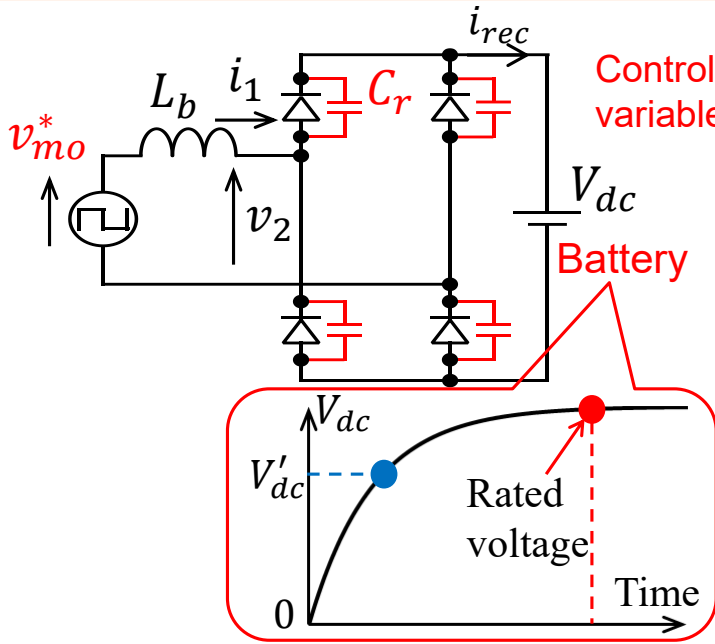 i_rec
Control
variable
L_b
i_1
C_r
v*_mo
V_dc
v_2
Battery
V_dc
V'_dc
Rated
voltage
0
Time